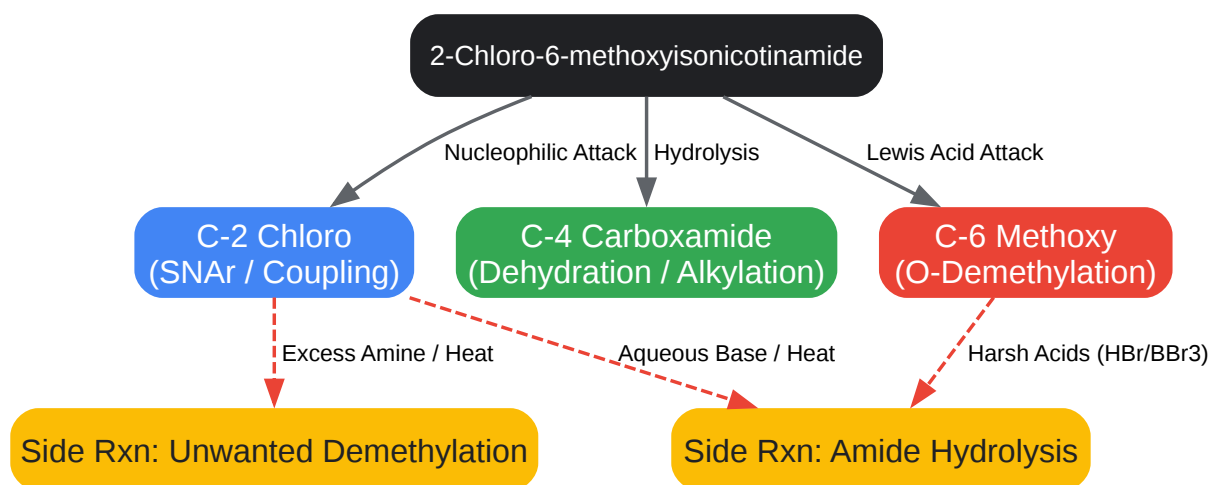 2-Chloro-6-methoxyisonicotinamide
Nucleophilic Attack
Hydrolysis
Lewis Acid Attack
C-2 Chloro
(SNAr / Coupling)
C-4 Carboxamide
(Dehydration / Alkylation)
C-6 Methoxy
(O-Demethylation)
Excess Amine / Heat
Aqueous Base / Heat
Harsh Acids (HBr/BBr3)
Side Rxn: Unwanted Demethylation
Side Rxn: Amide Hydrolysis